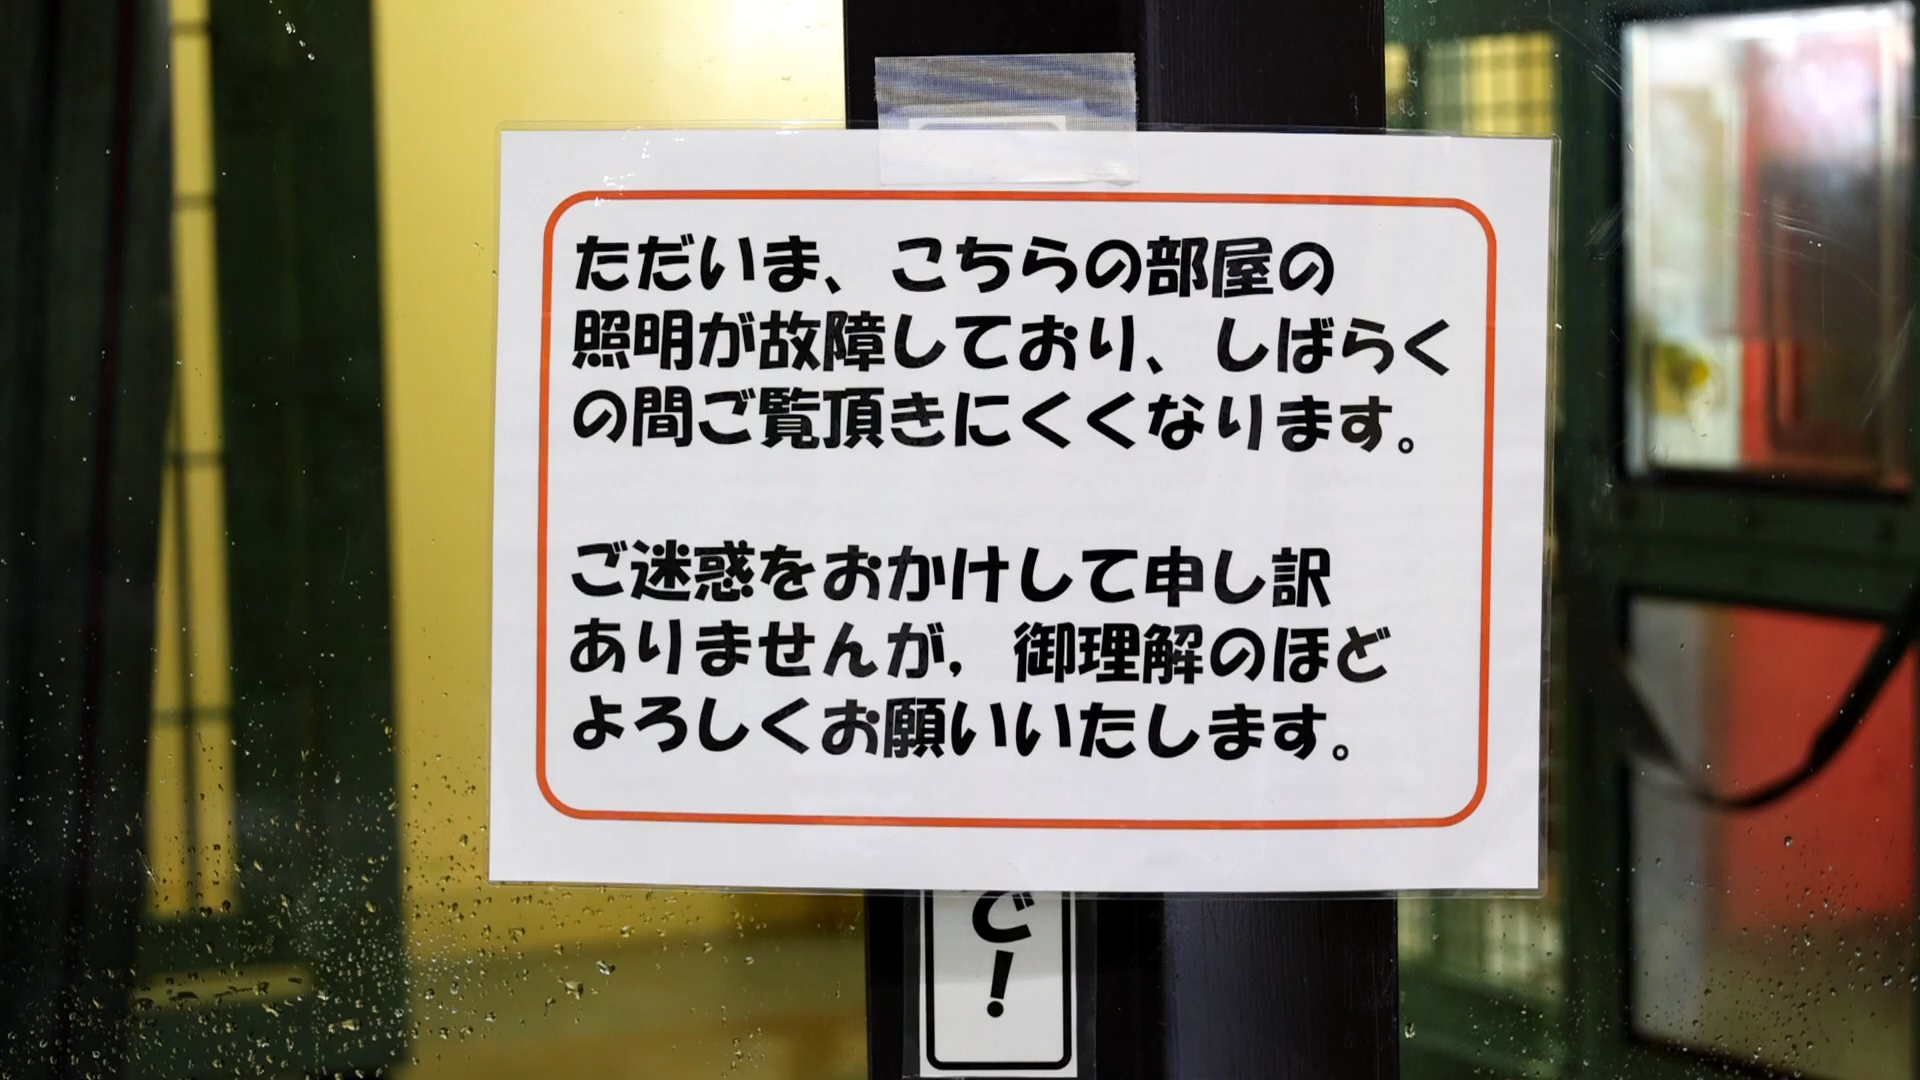 ただいま、こちらの部屋の
照明が故障しており、しばらく
の間ご覧頂きにくくなります。
ご迷惑をおかけして申し訳
ありませんが，御理解のほど
よろしくお願いいたします。
で！